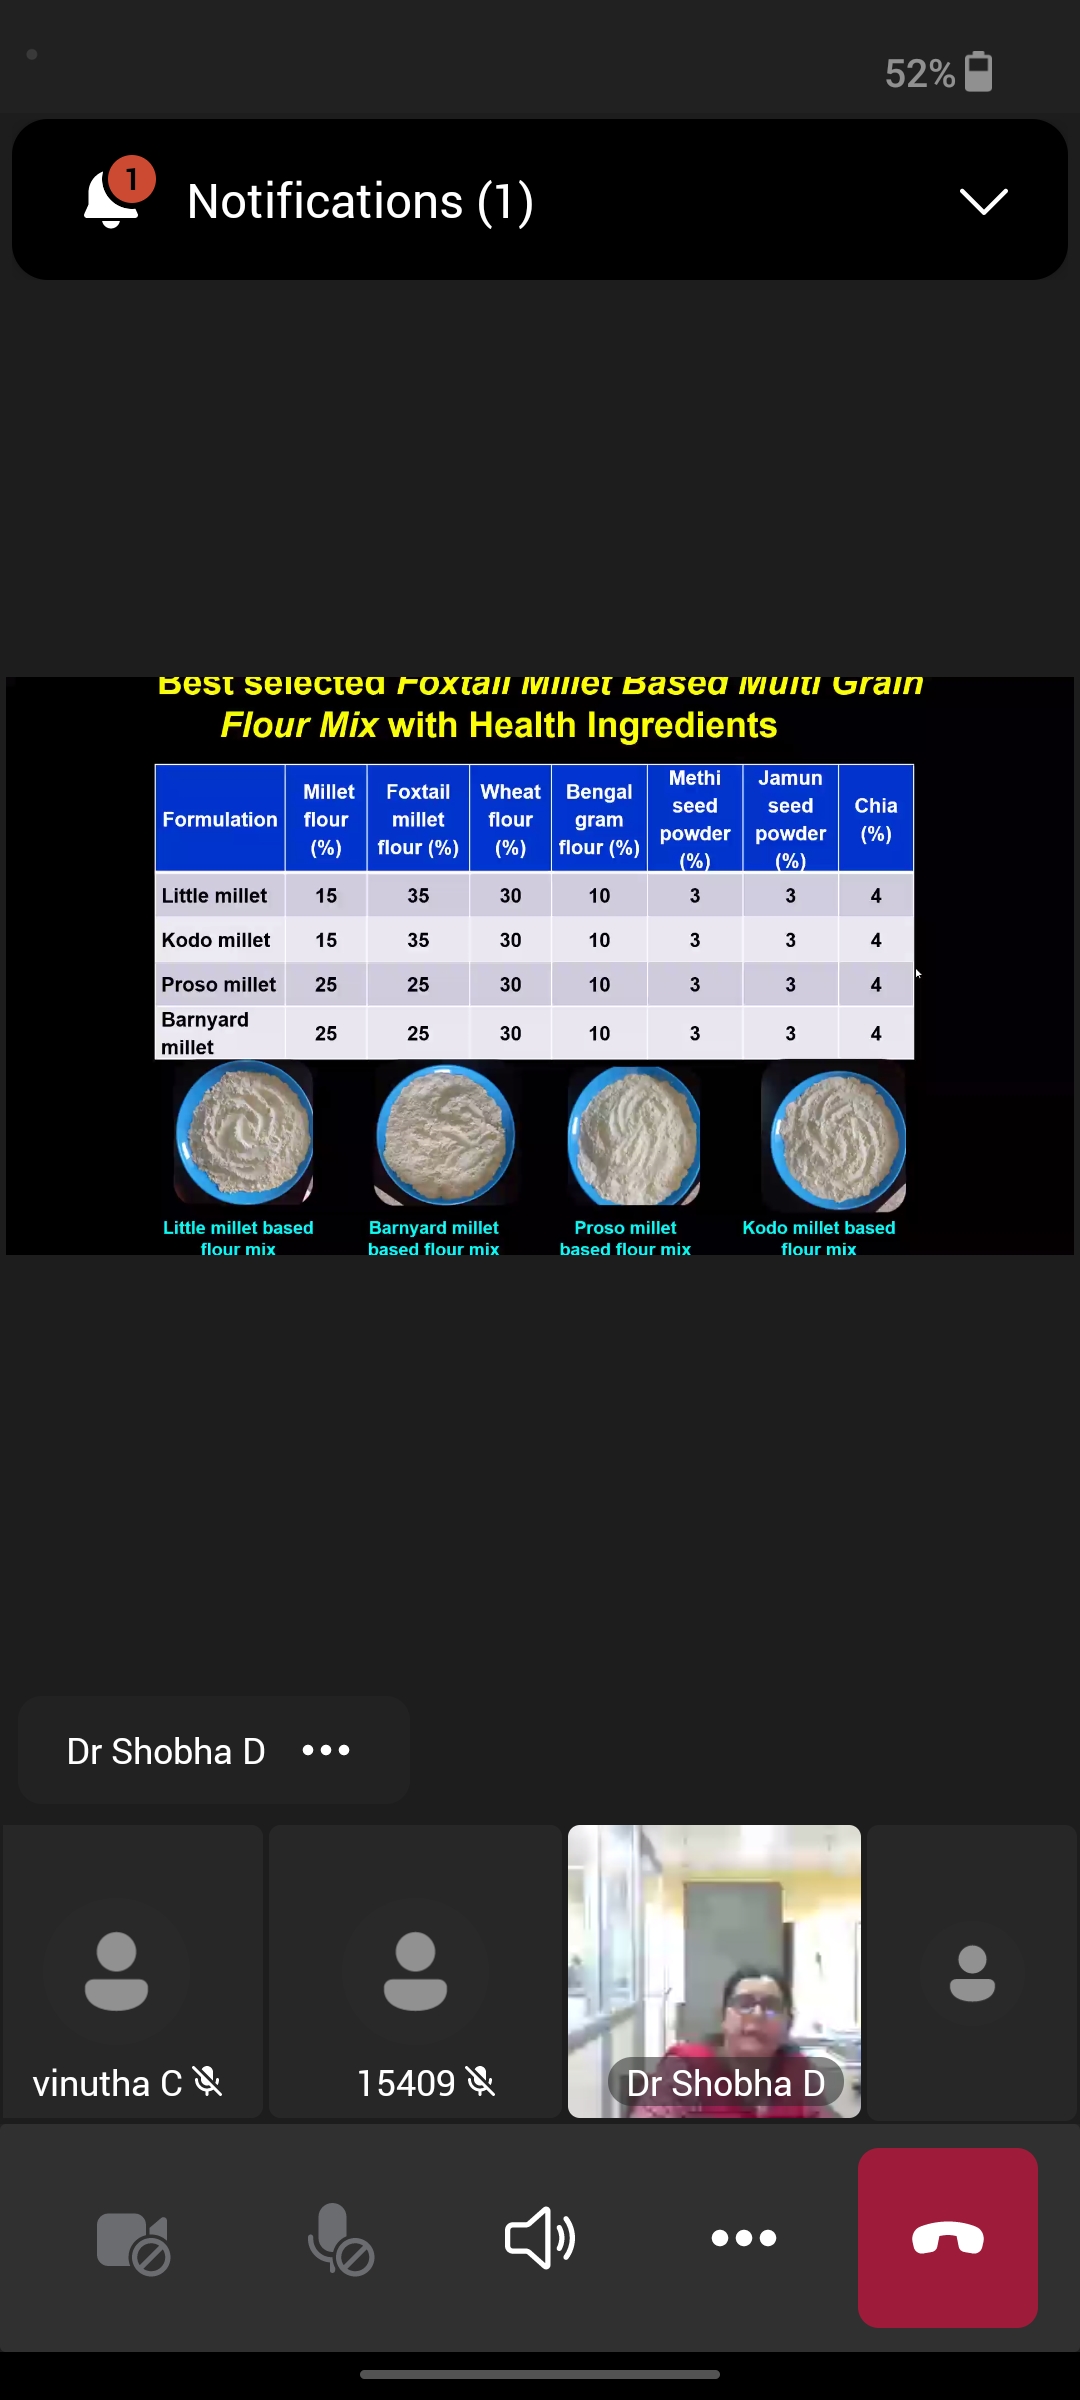 52%
1
Notifications (1)
Best selected Foxtail Millet Based Multi Grain
Flour Mix with Health Ingredients
Formulation Millet flour (%) Foxtail millet flour (%) Wheat flour (%) Bengal gram flour (%) Methi seed powder (%) Jamun seed powder (%) Chia (%)
Little millet 15 35 30 10 3 3 4
Kodo millet 15 35 30 10 3 3 4
Proso millet 25 25 30 10 3 3 4
Barnyard millet 25 25 30 10 3 3 4
Little millet based flour mix
Barnyard millet based flour mix
Proso millet based flour mix
Kodo millet based flour mix
Dr Shobha D
vinutha C
15409
Dr Shobha D